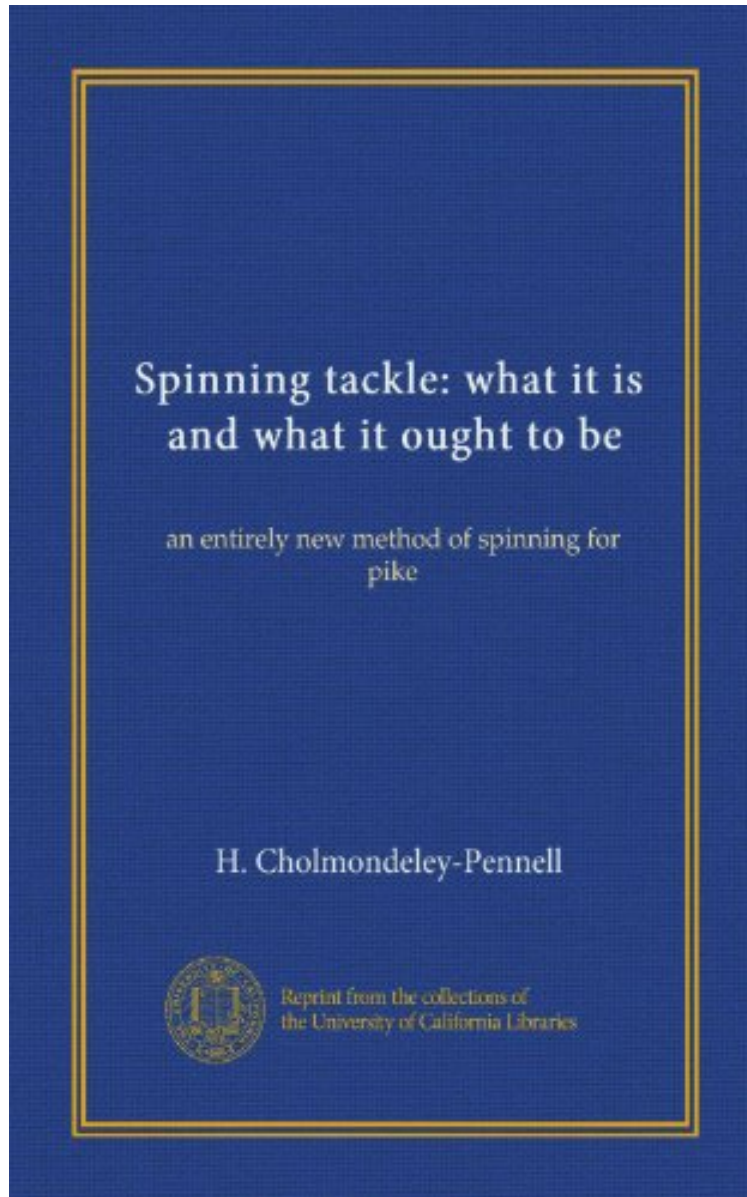 Spinning tackle: what it is
and what it ought to be
an entirely new method of spinning for
pike
H. Cholmondeley-Pennell
Reprint from the collections of
the University of California Libraries